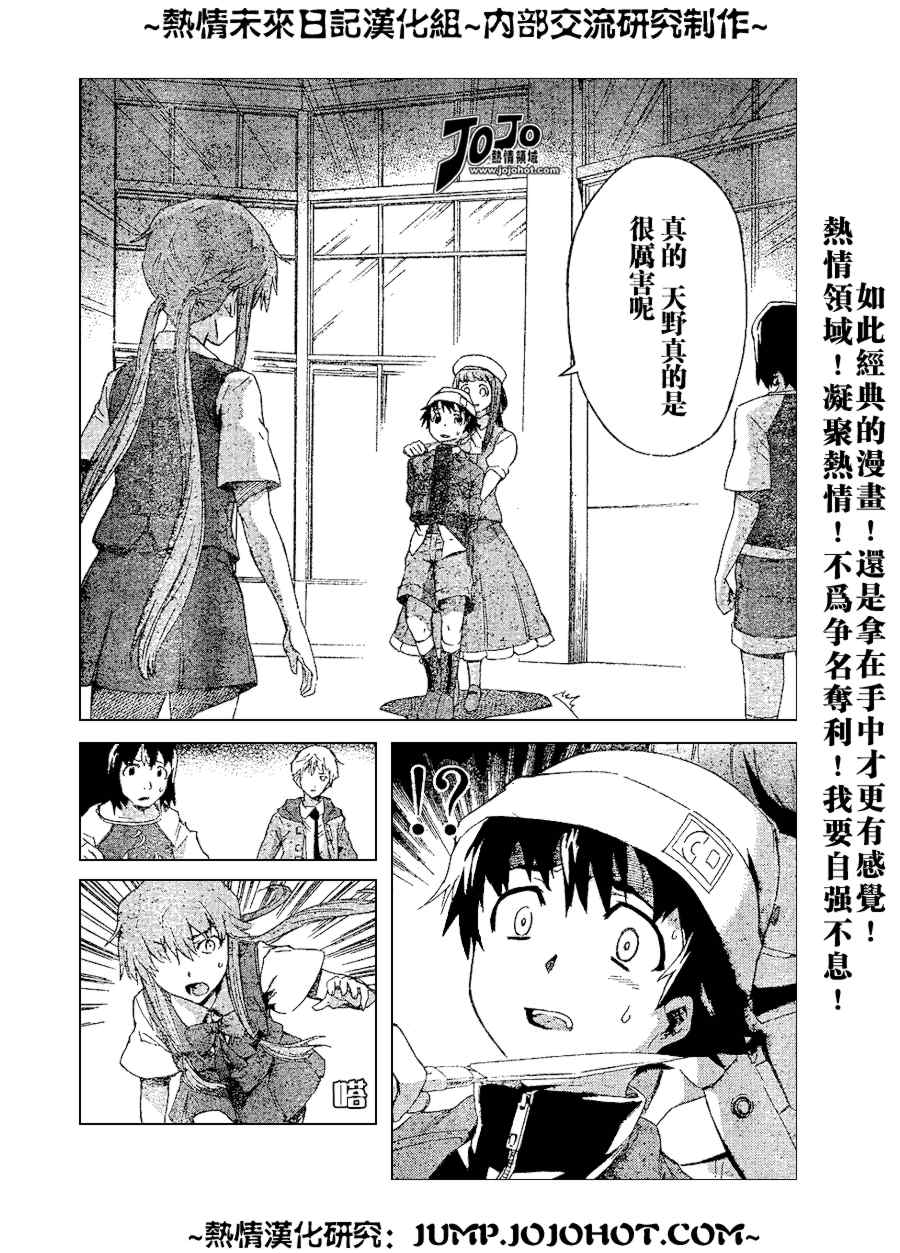 ~熱情未來日記漢化組~內部交流研究制作~
JOJO
熱情領域
www.jojohot.com
真的 天野真的是
很厲害呢
如此經典的漫畫！還是拿在手中才更有感覺！
熱情領域！凝聚熱情！不爲争名奪利！我要自强不息！
!?
嗒
~熱情漢化研究：JUMP.JOJOHOT.COM~